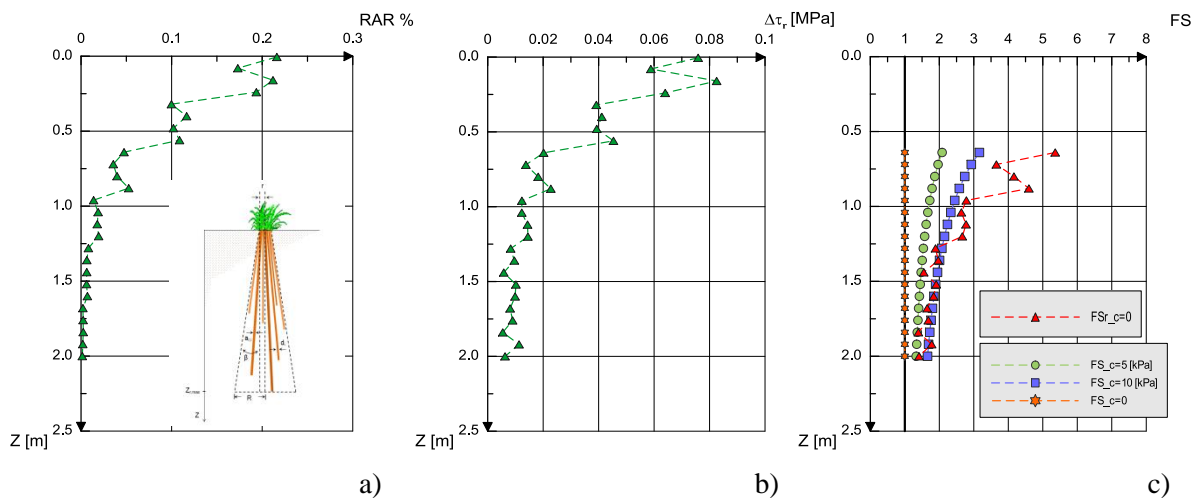 RAR %
0 0.1 0.2 0.3
0.0
0.5
1.0
1.5
2.0
2.5
Z [m]
a
β
d
R
Z
a)
Δτr [MPa]
0 0.02 0.04 0.06 0.08 0.1
0.0
0.5
1.0
1.5
2.0
2.5
Z [m]
b)
FS
0 1 2 3 4 5 6 7 8
0.0
0.5
1.0
1.5
2.0
2.5
FSr_c=0
FS_c=5 [kPa]
FS_c=10 [kPa]
FS_c=0
Z [m]
c)